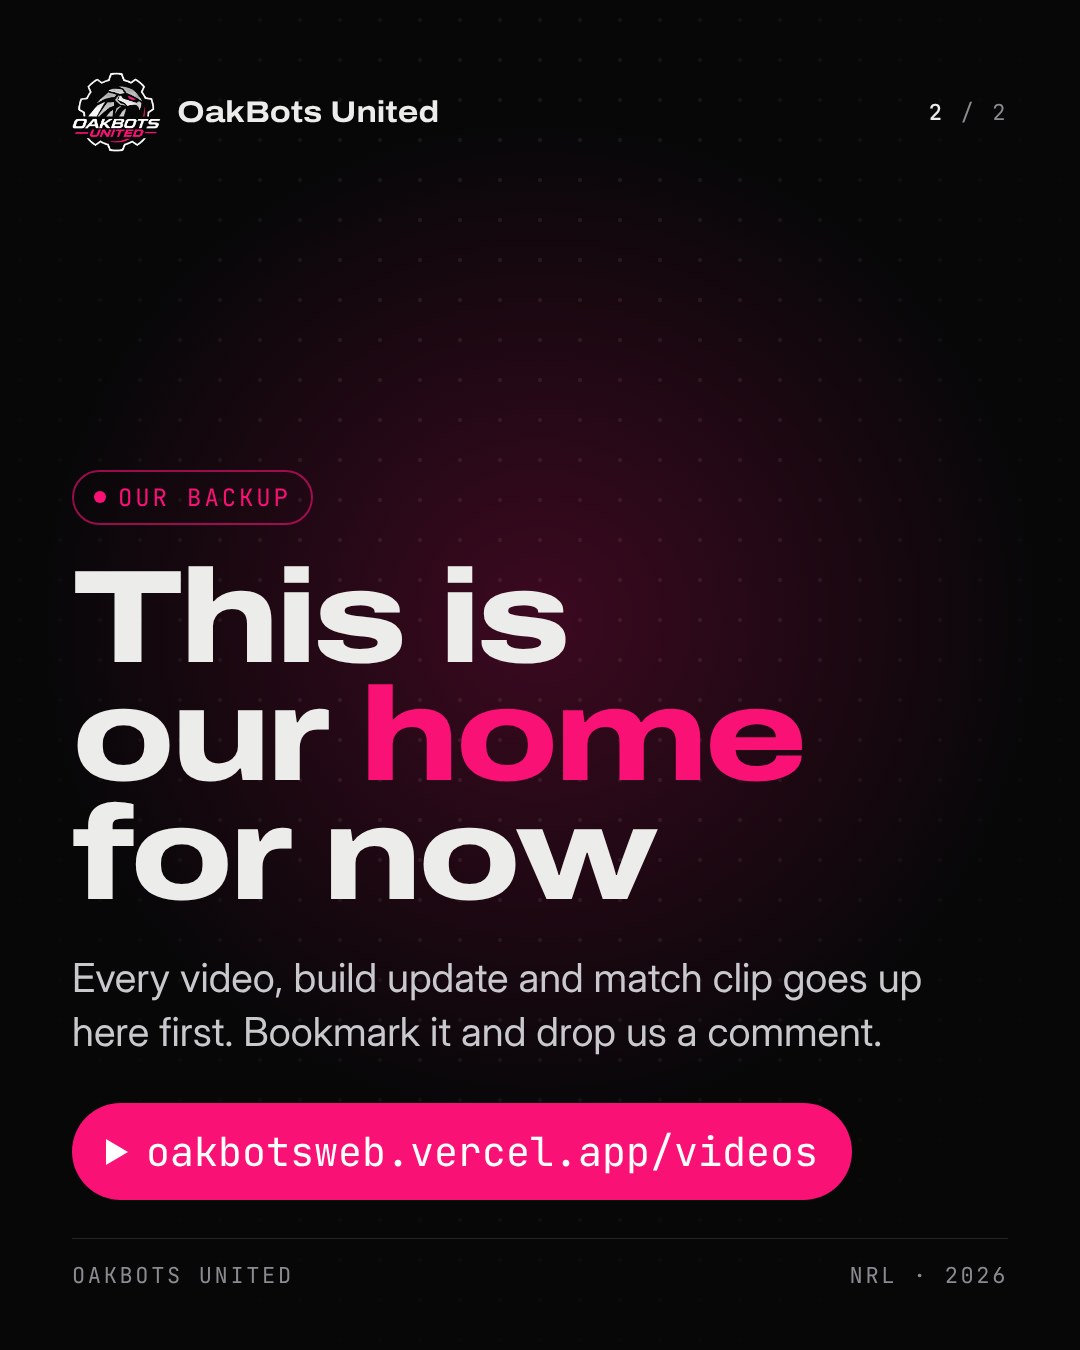 OAKBOTS
UNITED
OakBots United
2 / 2
OUR BACKUP
This is
our home
for now
Every video, build update and match clip goes up
here first. Bookmark it and drop us a comment.
oakbotsweb.vercel.app/videos
OAKBOTS UNITED
NRL · 2026